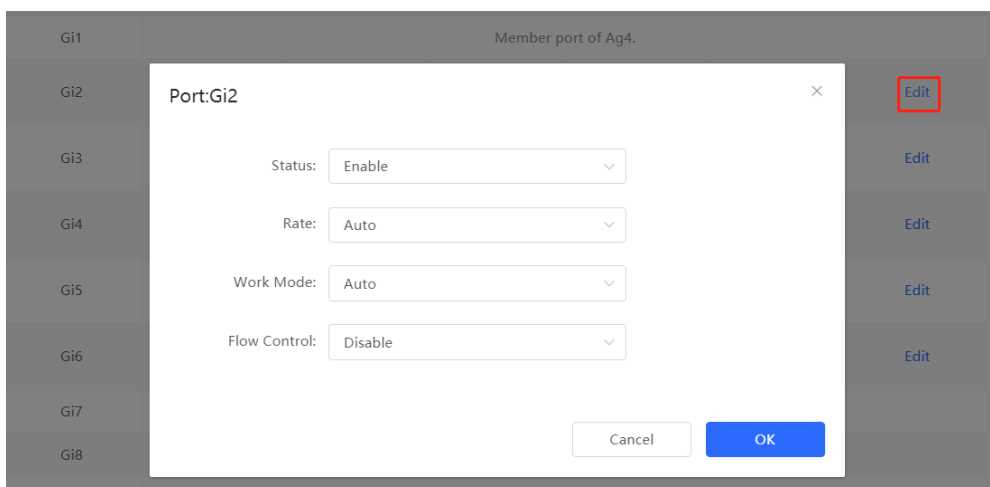 Gi1 Member port of Ag4.
Gi2 Edit
Port:Gi2
Gi3 Edit
Status: Enable
Gi4 Edit
Rate: Auto
Gi5 Edit
Work Mode: Auto
Gi6 Edit
Flow Control: Disable
Gi7
Gi8
Cancel OK